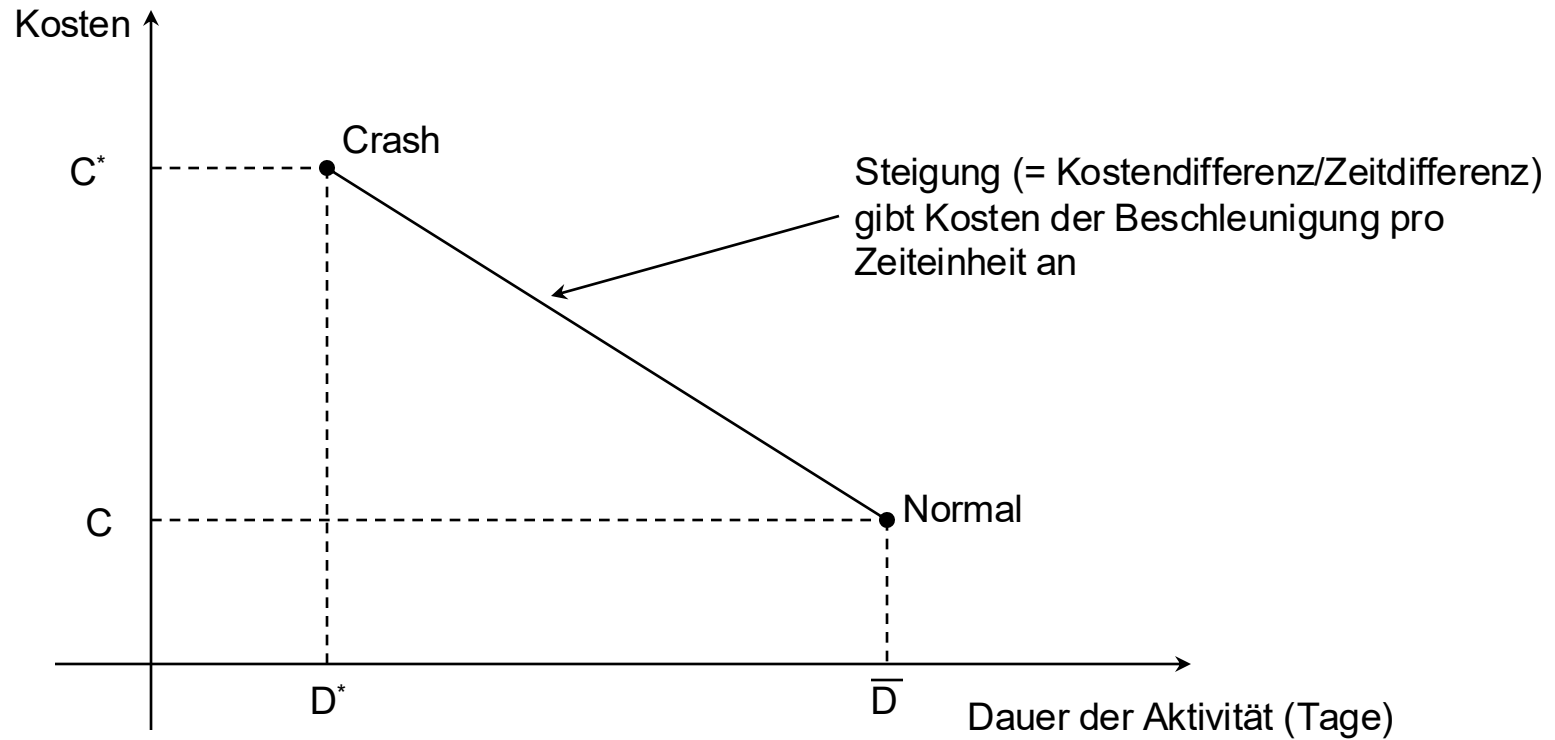 Kosten
Crash
C*
Steigung (= Kostendifferenz/Zeitdifferenz)
gibt Kosten der Beschleunigung pro
Zeiteinheit an
C
Normal
D*
D̅
Dauer der Aktivität (Tage)